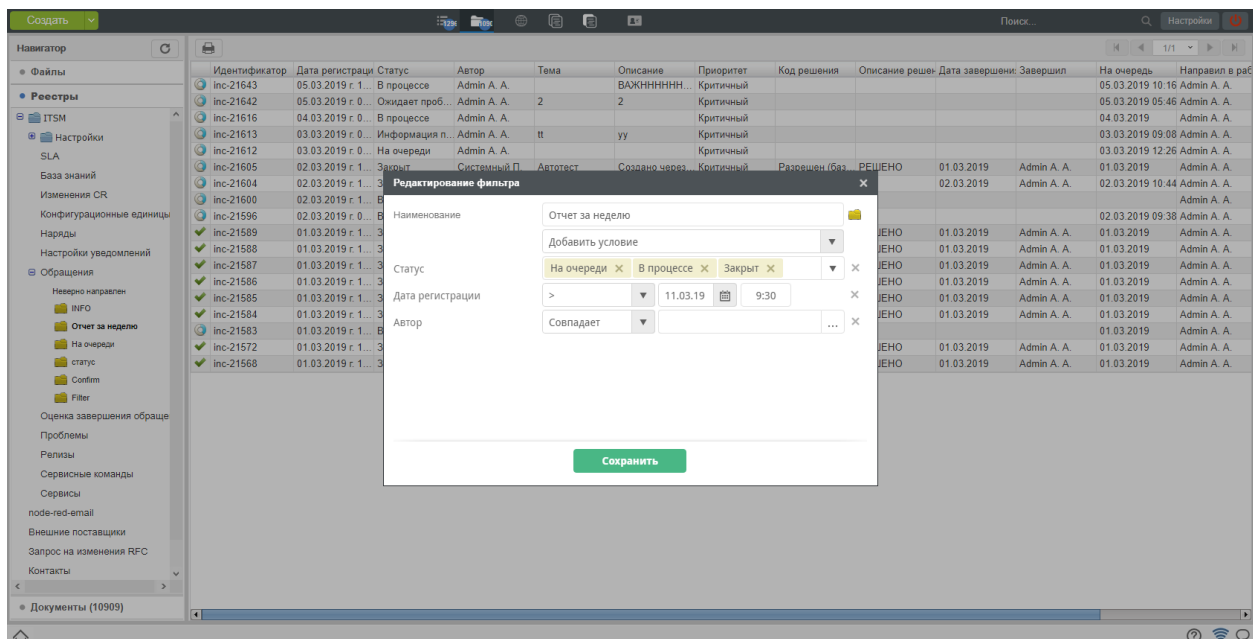 Создать
Поиск...
Настройки
Навигатор
1/1
Файлы
Реестры
ITSM
Настройки
SLA
База знаний
Изменения CR
Конфигурационные единицы
Наряды
Настройки уведомлений
Обращения
Неверно направлен
INFO
Отчет за неделю
На очереди
статус
Confirm
Filter
Оценка завершения обраще
Проблемы
Релизы
Сервисные команды
Сервисы
node-red-email
Внешние поставщики
Запрос на изменения RFC
Контакты
Документы (10909)
Идентификатор Дата регистраци Статус Автор Тема Описание Приоритет Код решения Описание решен Дата завершени Завершил На очередь Направил в раб
inc-21643 05.03.2019 г. 1... В процессе Admin A. A. ВАЖНННННН... Критичный 05.03.2019 10:16 Admin A. A.
inc-21642 05.03.2019 г. 0... Ожидает проб... Admin A. A. 2 2 Критичный 05.03.2019 05:46 Admin A. A.
inc-21616 04.03.2019 г. 0... В процессе Admin A. A. Критичный 04.03.2019 Admin A. A.
inc-21613 03.03.2019 г. 0... Информация п... Admin A. A. tt yy Критичный 03.03.2019 09:08 Admin A. A.
inc-21612 03.03.2019 г. 0... На очереди Admin A. A. Критичный 03.03.2019 12:26 Admin A. A.
inc-21605 02.03.2019 г. 1... Закрыт Системный П... Автотест Создано через... Критичный Разрешен (баз... РЕШЕНО 01.03.2019 Admin A. A. 01.03.2019 Admin A. A.
inc-21604 02.03.2019 г. 1... З 02.03.2019 Admin A. A. 02.03.2019 10:44 Admin A. A.
inc-21600 02.03.2019 г. 1... В Admin A. A.
inc-21596 02.03.2019 г. 0... В 02.03.2019 09:38 Admin A. A.
inc-21589 01.03.2019 г. 1... З ШЕНО 01.03.2019 Admin A. A. 01.03.2019 Admin A. A.
inc-21588 01.03.2019 г. 1... З ШЕНО 01.03.2019 Admin A. A. 01.03.2019 Admin A. A.
inc-21587 01.03.2019 г. 1... З ШЕНО 01.03.2019 Admin A. A. 01.03.2019 Admin A. A.
inc-21586 01.03.2019 г. 1... З ШЕНО 01.03.2019 Admin A. A. 01.03.2019 Admin A. A.
inc-21585 01.03.2019 г. 1... З ШЕНО 01.03.2019 Admin A. A. 01.03.2019 Admin A. A.
inc-21584 01.03.2019 г. 1... З ШЕНО 01.03.2019 Admin A. A. 01.03.2019 Admin A. A.
inc-21583 01.03.2019 г. 1... В 01.03.2019 Admin A. A.
inc-21572 01.03.2019 г. 1... З ШЕНО 01.03.2019 Admin A. A. 01.03.2019 Admin A. A.
inc-21568 01.03.2019 г. 1... З ШЕНО 01.03.2019 Admin A. A. 01.03.2019 Admin A. A.
Редактирование фильтра
Наименование Отчет за неделю
Добавить условие
Статус На очереди В процессе Закрыт
Дата регистрации > 11.03.19 9:30
Автор Совпадает ...
Сохранить